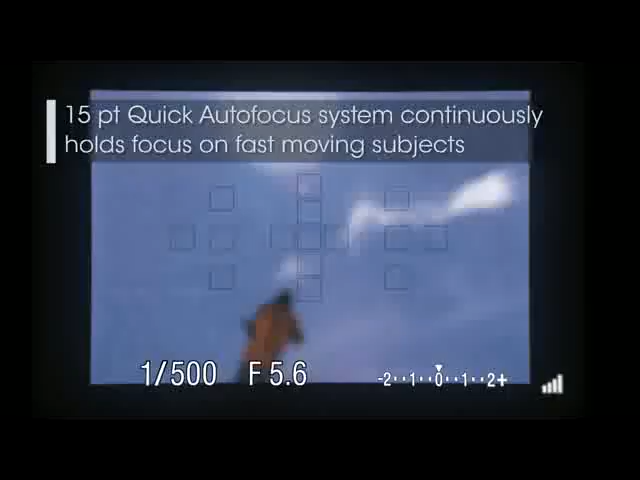 15 pt Quick Autofocus system continuously
holds focus on fast moving subjects
1/500 F 5.6 -2··1··0··1··2+